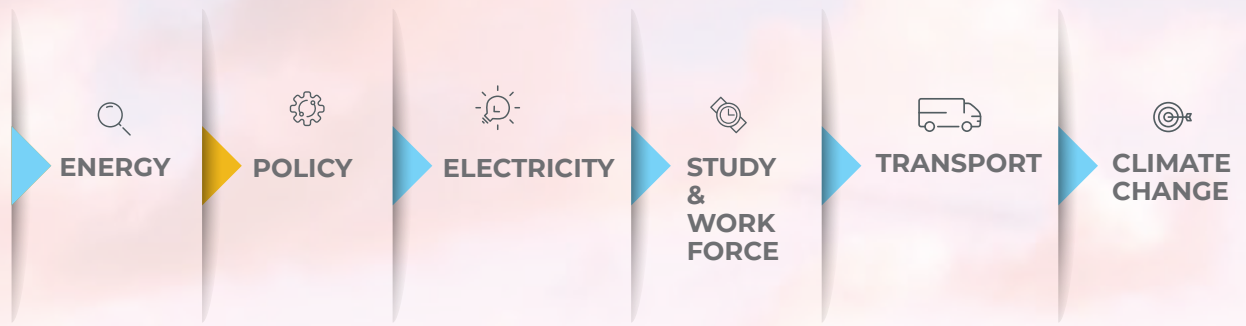 ENERGY
POLICY
ELECTRICITY
STUDY
&
WORK
FORCE
TRANSPORT
CLIMATE
CHANGE